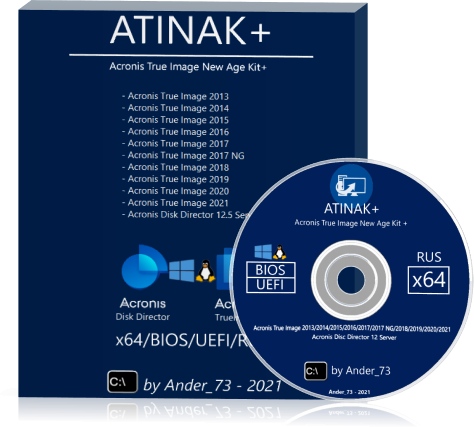 ATINAK+
Acronis True Image New Age Kit+
- Acronis True Image 2013
- Acronis True Image 2014
- Acronis True Image 2015
- Acronis True Image 2016
- Acronis True Image 2017
- Acronis True Image 2017 NG
- Acronis True Image 2018
- Acronis True Image 2019
- Acronis True Image 2020
- Acronis True Image 2021
- Acronis Disk Director 12.5 Ser
Acronis
Disk Director
Ac
True
x64/BIOS/UEFI/R
C:\
by Ander_73 - 2021
ATINAK+
Acronis True Image New Age Kit +
BIOS
UEFI
RUS
x64
Acronis True Image 2013/2014/2015/2016/2017/2017 NG/2018/2019/2020/2021
Acronis Disc Director 12 Server
C:\
by Ander_73
Ander_73 - 2021